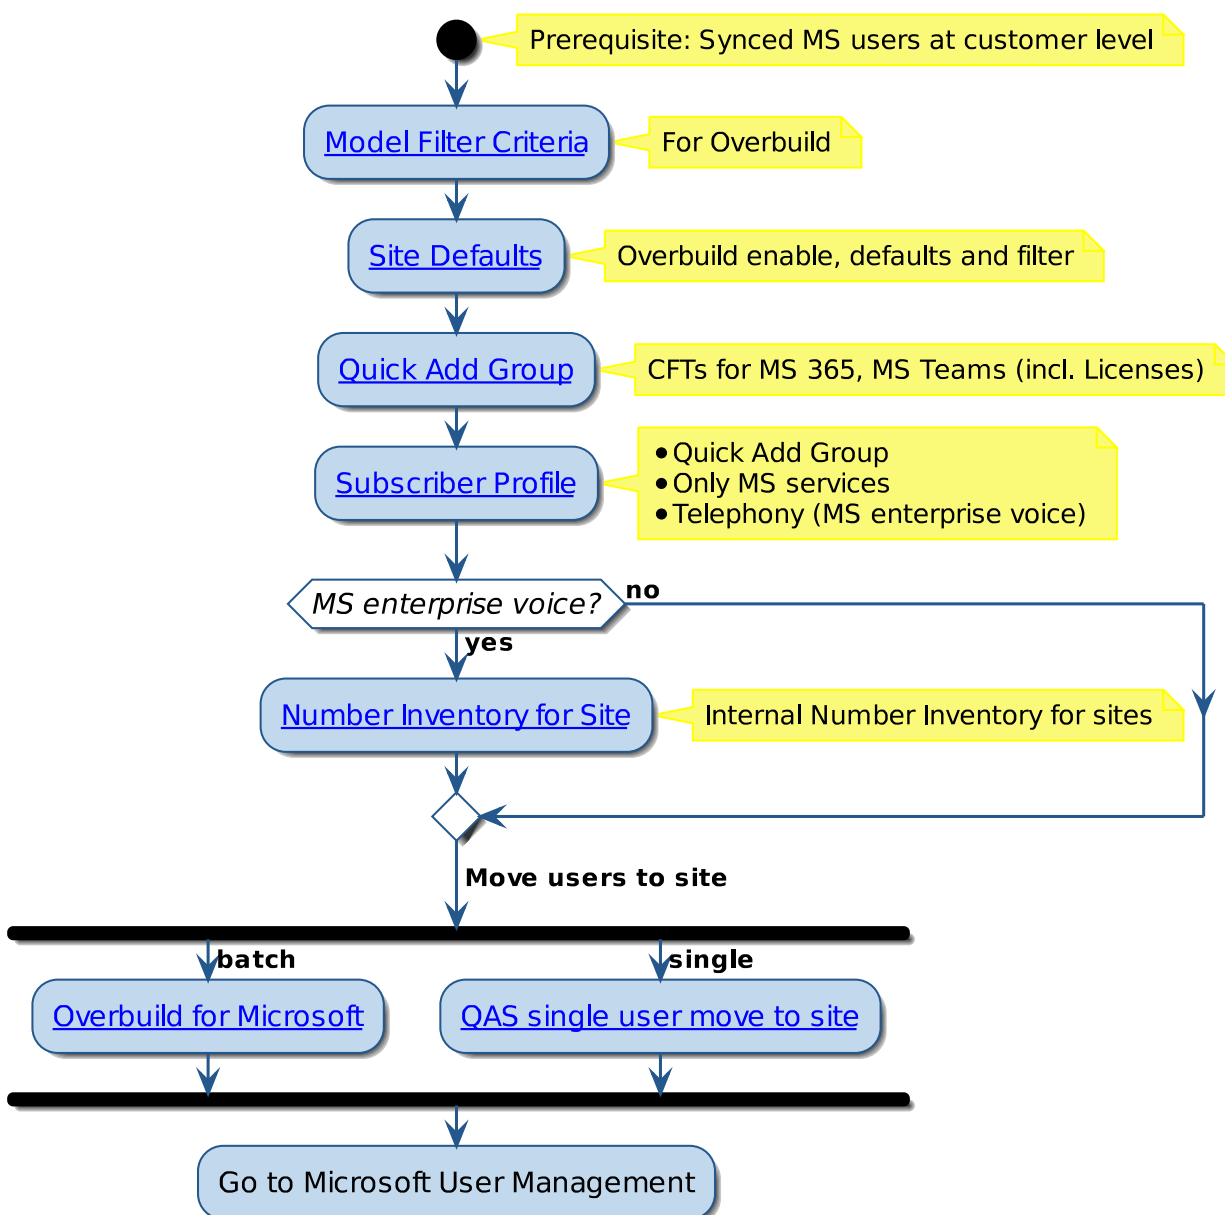 Prerequisite: Synced MS users at customer level
Model Filter Criteria
For Overbuild
Site Defaults
Overbuild enable, defaults and filter
Quick Add Group
CFTs for MS 365, MS Teams (incl. Licenses)
Subscriber Profile
• Quick Add Group
• Only MS services
• Telephony (MS enterprise voice)
MS enterprise voice?
no
yes
Number Inventory for Site
Internal Number Inventory for sites
Move users to site
batch
single
Overbuild for Microsoft
QAS single user move to site
Go to Microsoft User Management